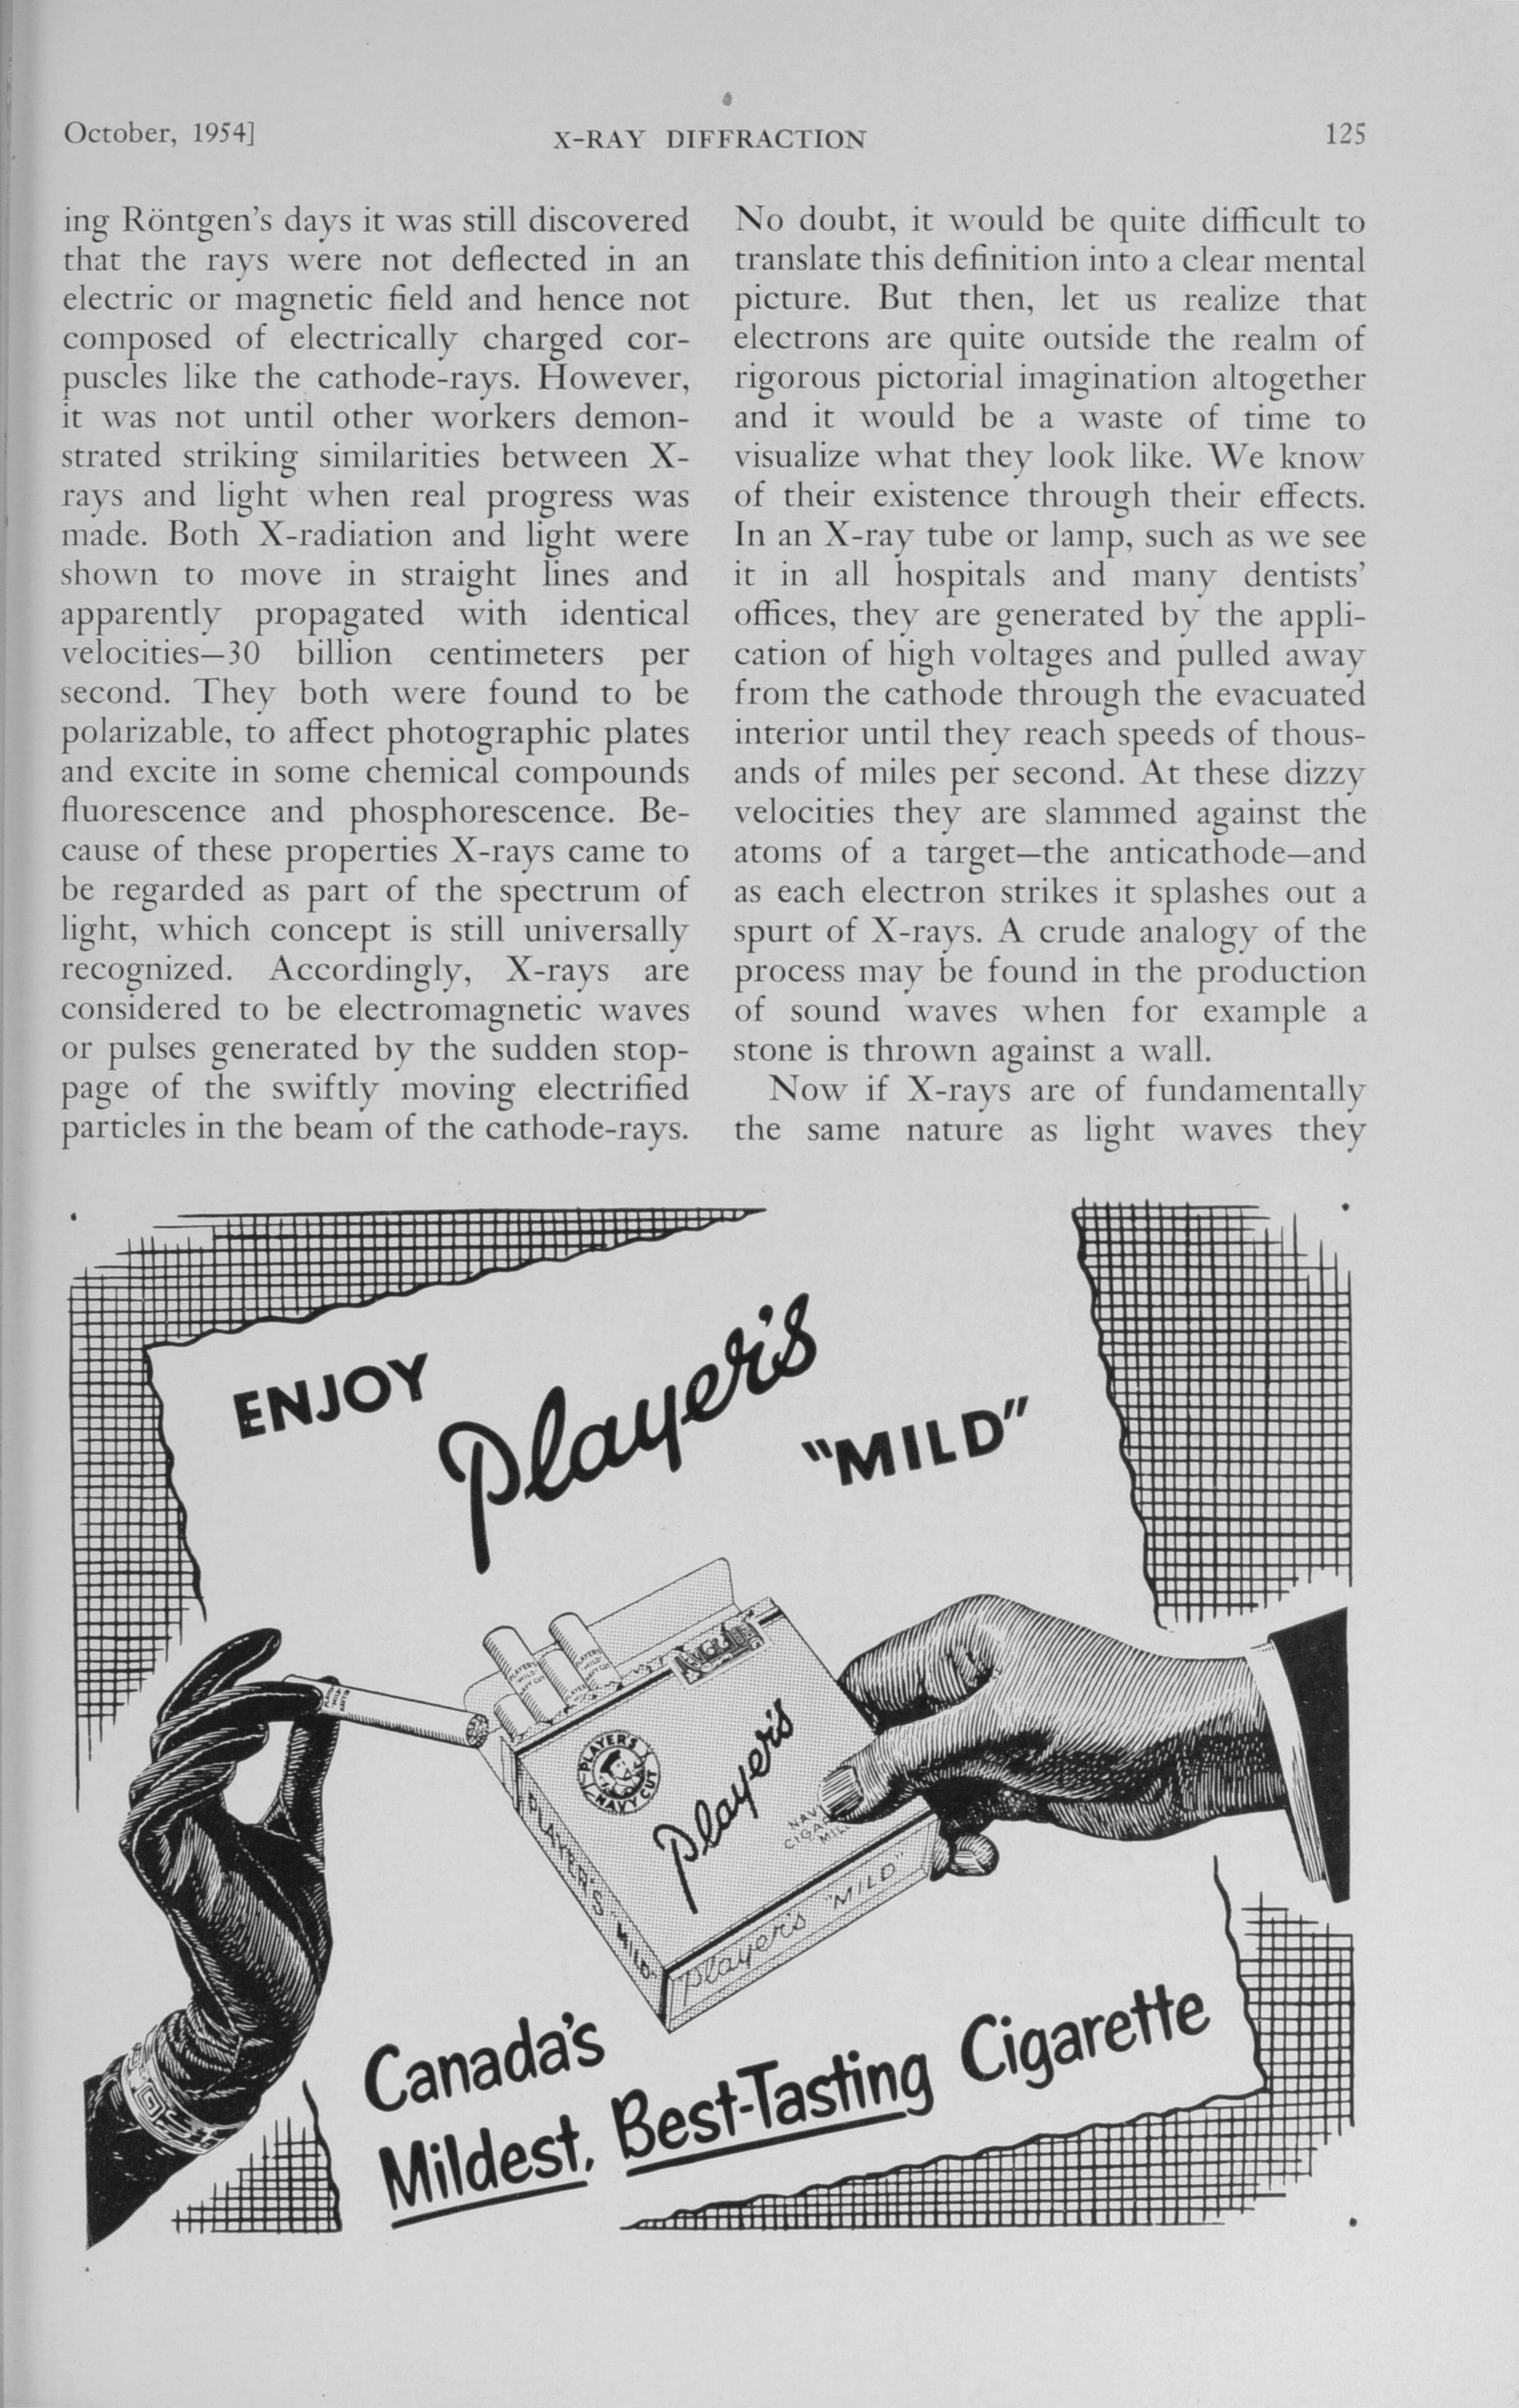 October, 1954]
X-RAY DIFFRACTION
125
ing Röntgen's days it was still discovered
that the rays were not deflected in an
electric or magnetic field and hence not
composed of electrically charged cor-
puscles like the cathode-rays. However,
it was not until other workers demon-
strated striking similarities between X-
rays and light when real progress was
made. Both X-radiation and light were
shown to move in straight lines and
apparently propagated with identical
velocities—30 billion centimeters per
second. They both were found to be
polarizable, to affect photographic plates
and excite in some chemical compounds
fluorescence and phosphorescence. Be-
cause of these properties X-rays came to
be regarded as part of the spectrum of
light, which concept is still universally
recognized. Accordingly, X-rays are
considered to be electromagnetic waves
or pulses generated by the sudden stop-
page of the swiftly moving electrified
particles in the beam of the cathode-rays.
No doubt, it would be quite difficult to
translate this definition into a clear mental
picture. But then, let us realize that
electrons are quite outside the realm of
rigorous pictorial imagination altogether
and it would be a waste of time to
visualize what they look like. We know
of their existence through their effects.
In an X-ray tube or lamp, such as we see
it in all hospitals and many dentists'
offices, they are generated by the appli-
cation of high voltages and pulled away
from the cathode through the evacuated
interior until they reach speeds of thous-
ands of miles per second. At these dizzy
velocities they are slammed against the
atoms of a target—the anticathode—and
as each electron strikes it splashes out a
spurt of X-rays. A crude analogy of the
process may be found in the production
of sound waves when for example a
stone is thrown against a wall.
Now if X-rays are of fundamentally
the same nature as light waves they
ENJOY
Player's
"MILD"
PLAYER'S
MILD
NAVY CUT
PLAYER'S
MILD
NAVY CUT
PLAYER'S
NAVY CUT
Player's
PLAYER'S "MILD"
Player's "MILD"
Canada's
Mildest, Best-Tasting Cigarette